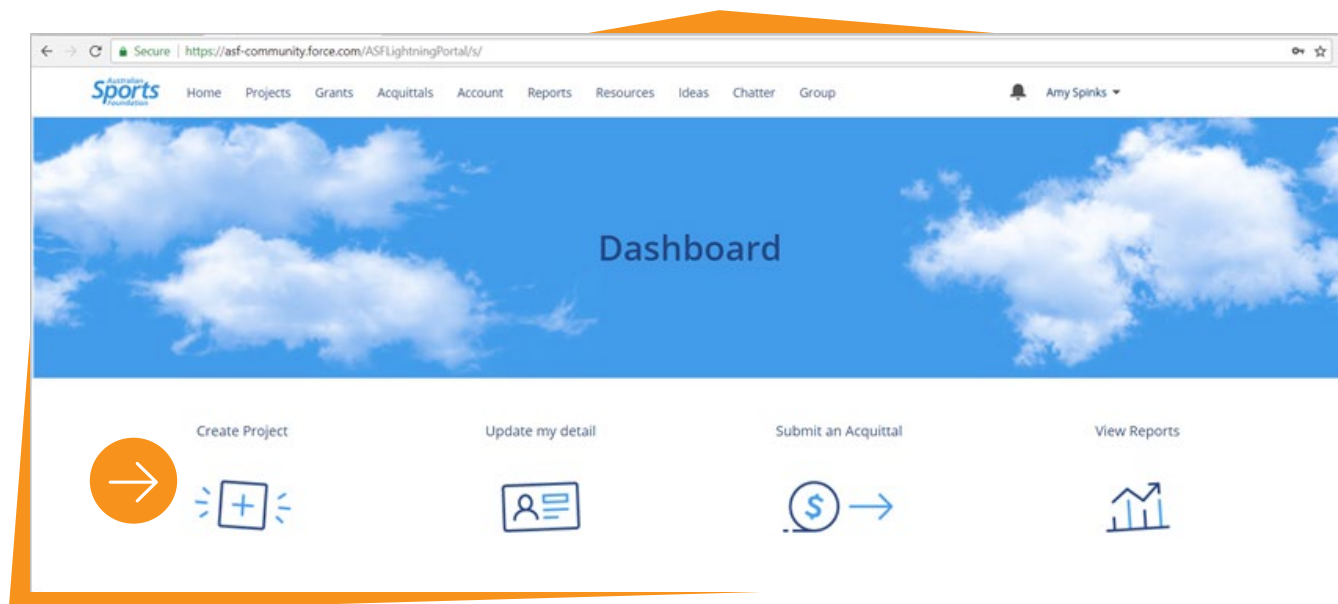 Secure | https://asf-community.force.com/ASFLightningPortal/s/
Australian
Sports
Foundation
Home Projects Grants Acquittals Account Reports Resources Ideas Chatter Group Amy Spinks
Dashboard
Create Project Update my detail Submit an Acquittal View Reports
$